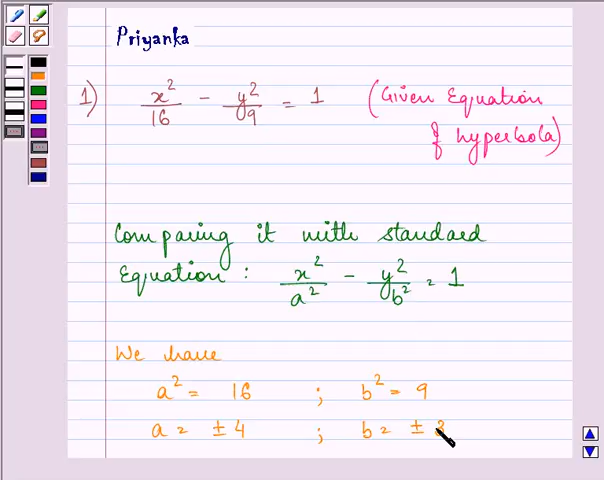 Priyanka
1) x²/16 - y²/9 = 1 (Given Equation
of hyperbola)
Comparing it with standard
Equation : x²/a² - y²/b² = 1
We have
a² = 16 ; b² = 9
a = ± 4 ; b = ± 3